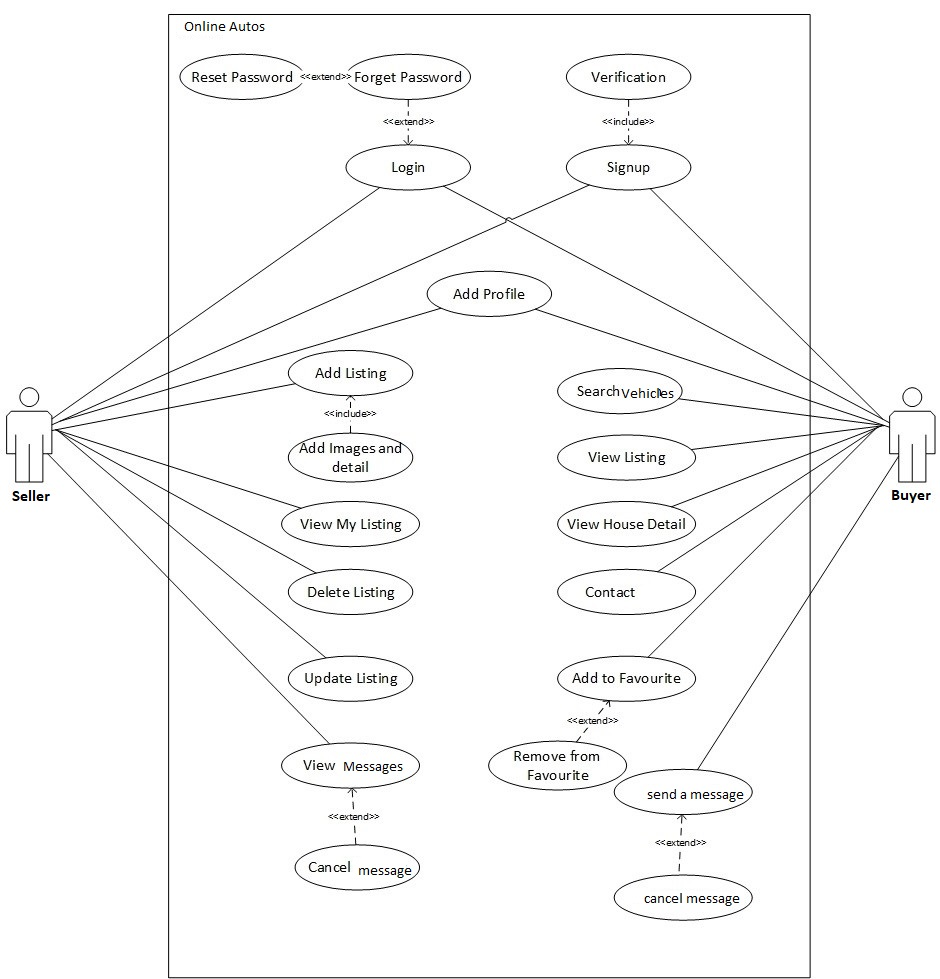 Online Autos
Reset Password
<<extend>>
Forget Password
Verification
<<extend>>
<<include>>
Login
Signup
Add Profile
Add Listing
Search Vehicles
<<include>>
Add Images and
detail
View Listing
Seller
Buyer
View My Listing
View House Detail
Delete Listing
Contact
Update Listing
Add to Favourite
<<extend>>
View Messages
Remove from
Favourite
send a message
<<extend>>
<<extend>>
Cancel message
cancel message